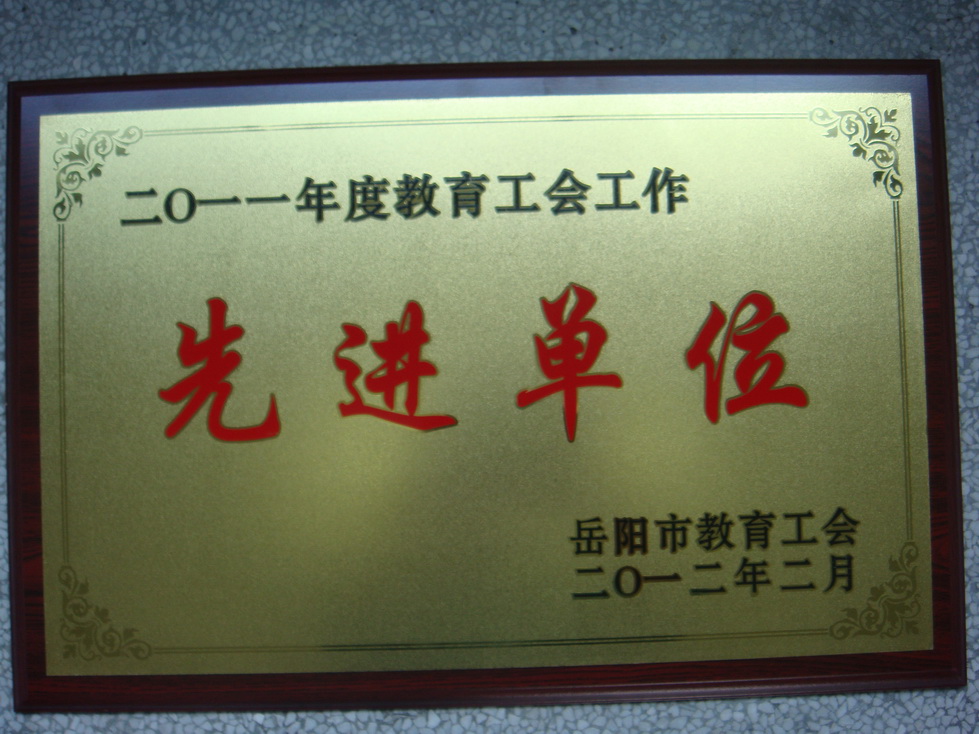 二〇一一年度教育工会工作
先进单位
岳阳市教育工会
二〇一二年二月